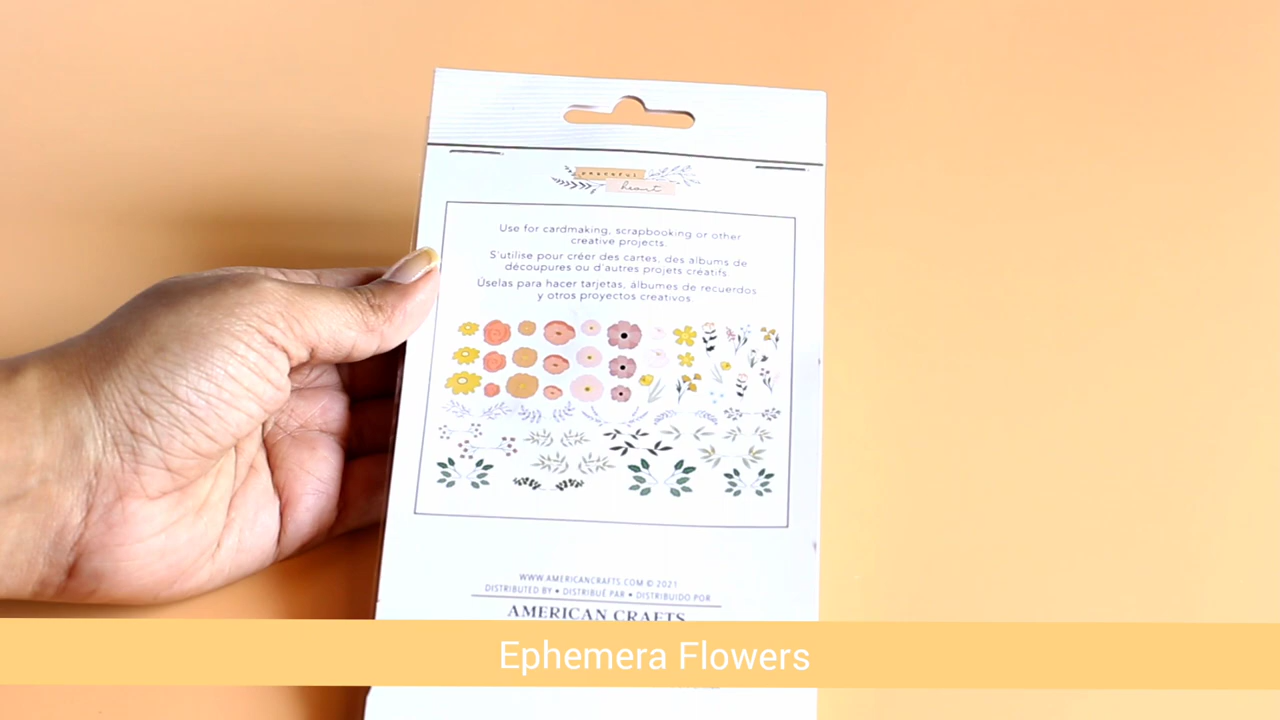 peaceful
heart
Use for cardmaking, scrapbooking or other
creative projects.
S'utilise pour créer des cartes, des albums de
découpures ou d'autres projets créatifs.
Úselas para hacer tarjetas, álbumes de recuerdos
y otros proyectos creativos.
WWW.AMERICANCRAFTS.COM © 2021
DISTRIBUTED BY • DISTRIBUÉ PAR • DISTRIBUIDO POR
AMERICAN CRAFTS
Ephemera Flowers